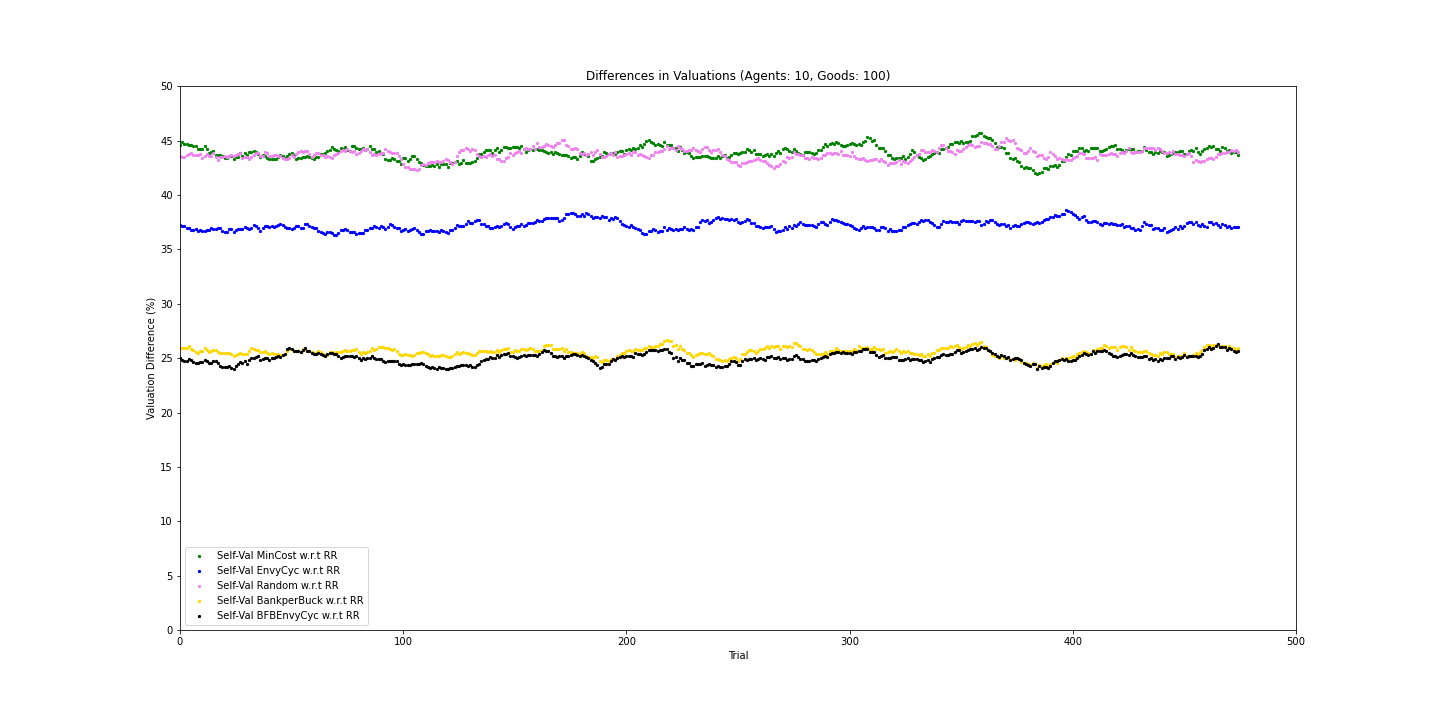 Differences in Valuations (Agents: 10, Goods: 100)
50
45
40
35
30
25
20
15
10
5
0
Valuation Difference (%)
Self-Val MinCost w.r.t RR
Self-Val EnvyCyc w.r.t RR
Self-Val Random w.r.t RR
Self-Val BankperBuck w.r.t RR
Self-Val BFBEnvyCyc w.r.t RR
0 100 200 300 400 500
Trial